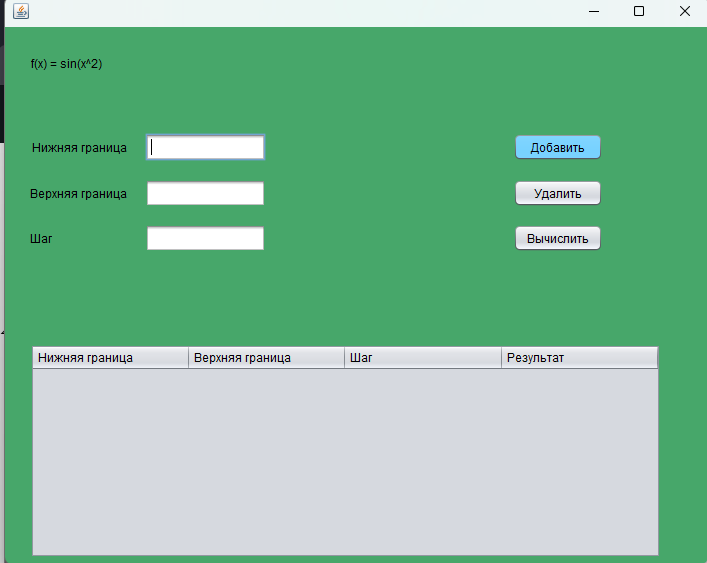 f(x) = sin(x^2)
Нижняя граница
Добавить
Верхняя граница
Удалить
Шаг
Вычислить
Нижняя граница Верхняя граница Шаг Результат